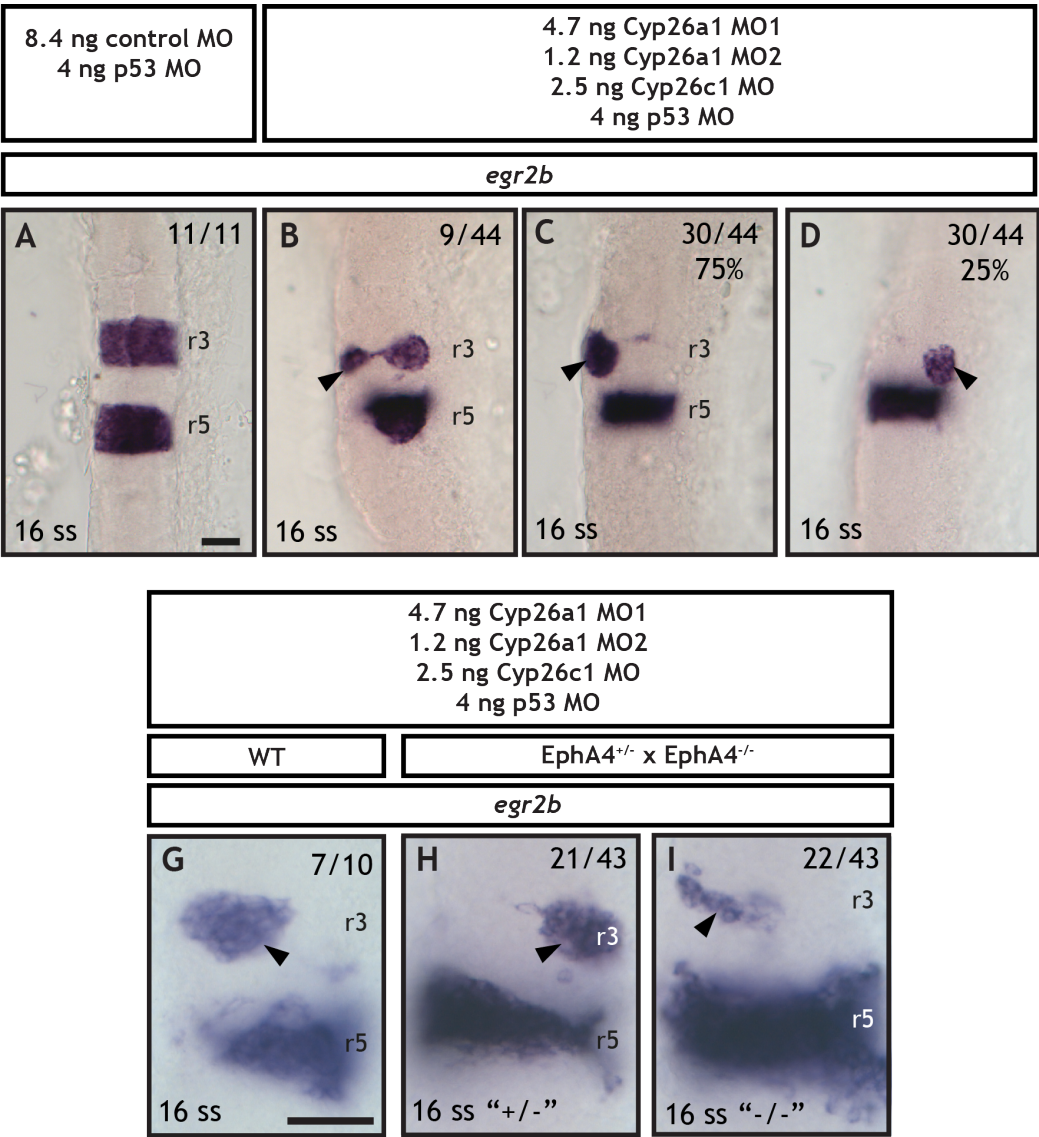 8.4 ng control MO
4 ng p53 MO
4.7 ng Cyp26a1 MO1
1.2 ng Cyp26a1 MO2
2.5 ng Cyp26c1 MO
4 ng p53 MO
egr2b
A 11/11
r3
r5
16 ss
B 9/44
r3
r5
16 ss
C 30/44
75%
r3
r5
16 ss
D 30/44
25%
16 ss
4.7 ng Cyp26a1 MO1
1.2 ng Cyp26a1 MO2
2.5 ng Cyp26c1 MO
4 ng p53 MO
WT
EphA4+/- x EphA4-/-
egr2b
G 7/10
r3
r5
16 ss
H 21/43
r3
r5
16 ss “+/-”
I 22/43
r3
r5
16 ss “-/-”